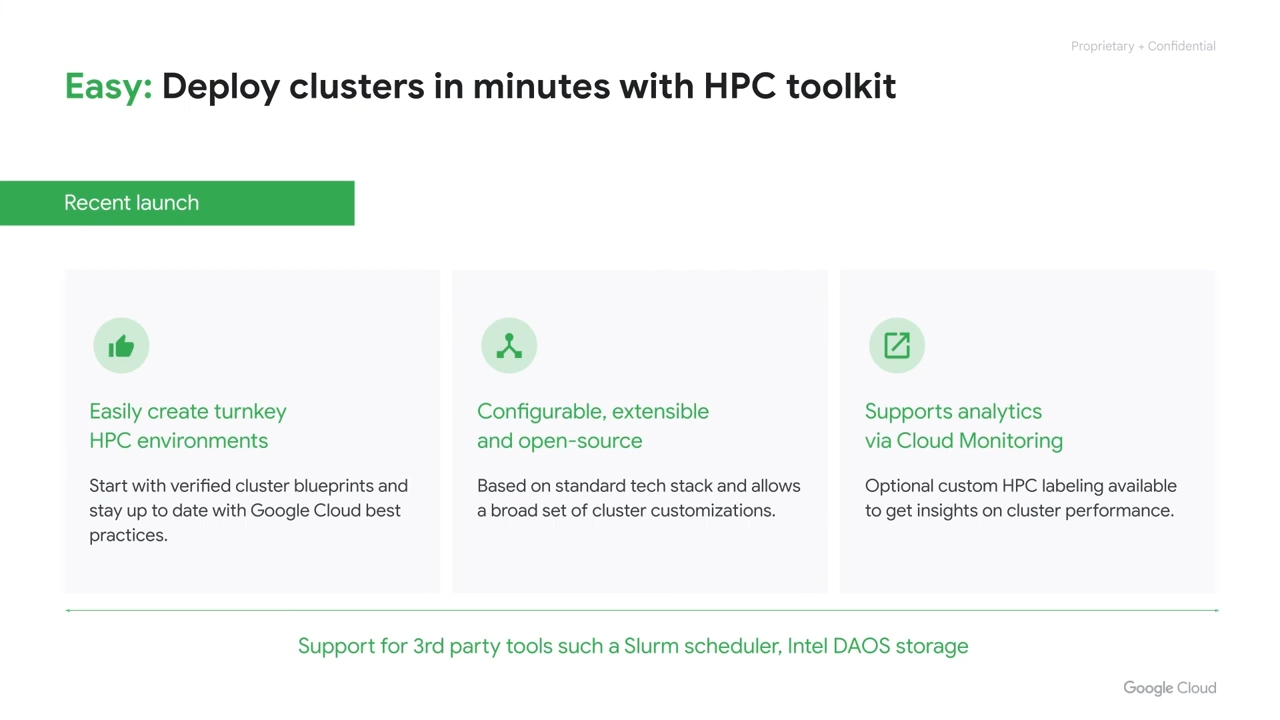 Proprietary + Confidential
Easy: Deploy clusters in minutes with HPC toolkit
Recent launch
Easily create turnkey
HPC environments
Start with verified cluster blueprints and
stay up to date with Google Cloud best
practices.
Configurable, extensible
and open-source
Based on standard tech stack and allows
a broad set of cluster customizations.
Supports analytics
via Cloud Monitoring
Optional custom HPC labeling available
to get insights on cluster performance.
Support for 3rd party tools such a Slurm scheduler, Intel DAOS storage
Google Cloud